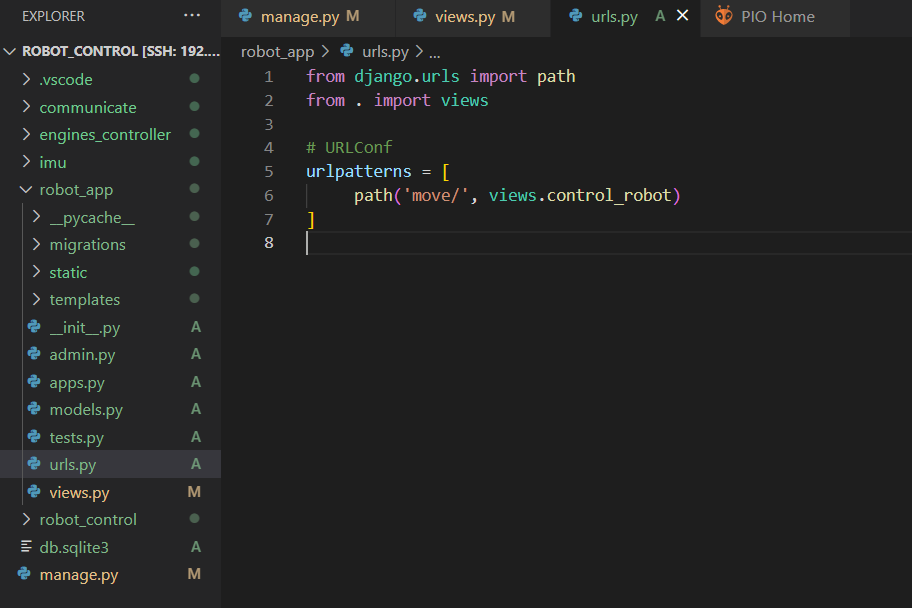 EXPLORER ...
ROBOT_CONTROL [SSH: 192....
.vscode
communicate
engines_controller
imu
robot_app
__pycache__
migrations
static
templates
__init__.py A
admin.py A
apps.py A
models.py A
tests.py A
urls.py A
views.py M
robot_control
db.sqlite3 A
manage.py M
manage.py M views.py M urls.py A PIO Home
robot_app > urls.py > ...
1 from django.urls import path
2 from . import views
3
4 # URLConf
5 urlpatterns = [
6 path('move/', views.control_robot)
7 ]
8